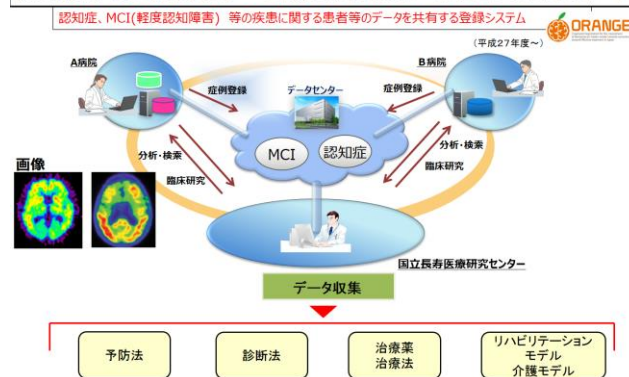 認知症、MCI(軽度認知障害) 等の疾患に関する患者等のデータを共有する登録システム
ORANGE
(平成27年度~)
A病院
B病院
症例登録
データセンター
症例登録
MCI
認知症
分析・検索
臨床研究
分析・検索
臨床研究
画像
国立長寿医療研究センター
データ収集
予防法
診断法
治療薬
治療法
リハビリテーション
モデル
介護モデル